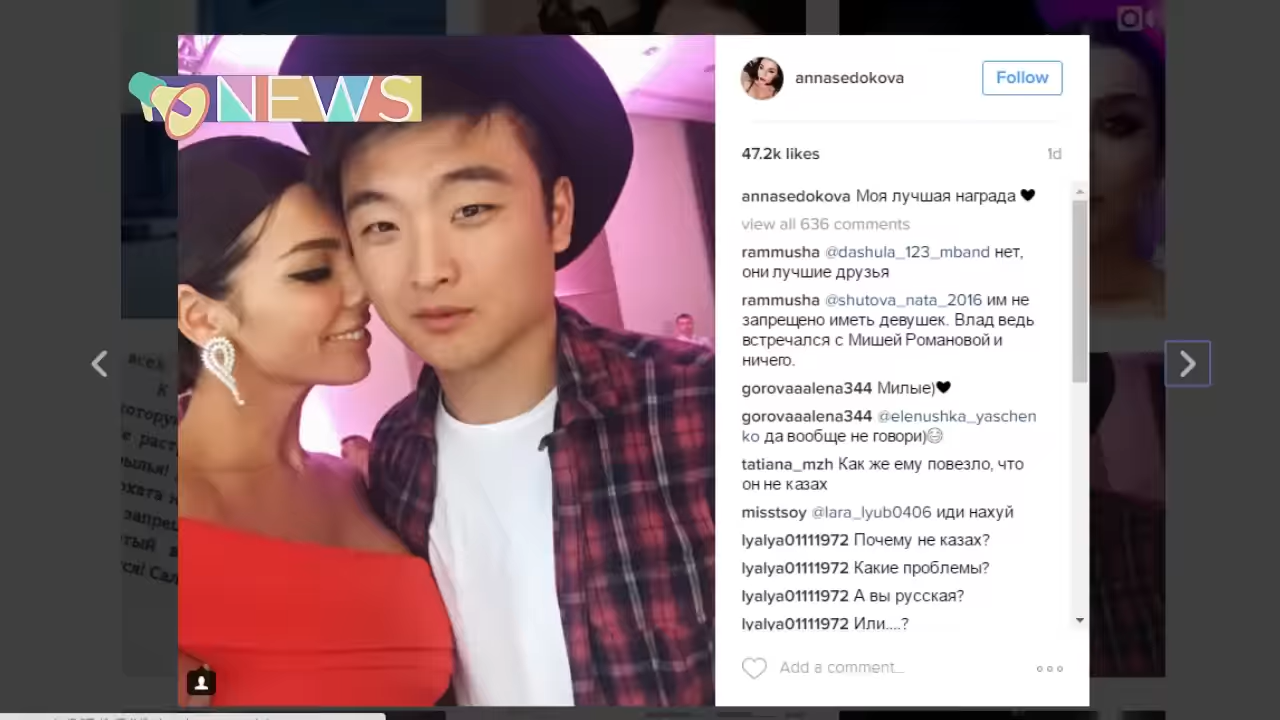 NEWS
annasedokova
Follow
47.2k likes
1d
annasedokova Моя лучшая награда 🖤
view all 636 comments
rammusha @dashula_123_mband нет,
они лучшие друзья
rammusha @shutova_nata_2016 им не
запрещено иметь девушек. Влад ведь
встречался с Мишей Романовой и
ничего.
gorovaaalena344 Милые)🖤
gorovaaalena344 @elenushka_yaschen
ko да вообще не говори)😂
tatiana_mzh Как же ему повезло, что
он не казах
misstsoy @lara_lyub0406 иди нахуй
lyalya01111972 Почему не казах?
lyalya01111972 Какие проблемы?
lyalya01111972 А вы русская?
lyalya01111972 Или....?
Add a comment...
всех
К
запрещ